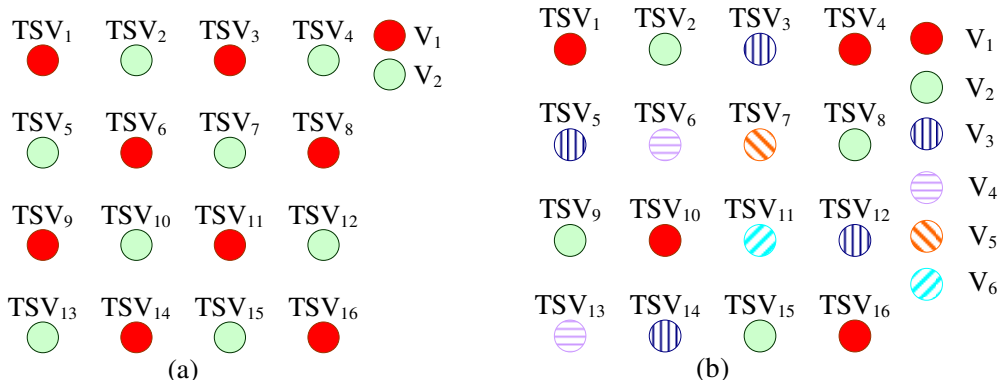 TSV1 TSV2 TSV3 TSV4 V1
V2
TSV5 TSV6 TSV7 TSV8
TSV9 TSV10 TSV11 TSV12
TSV13 TSV14 TSV15 TSV16
(a)
TSV1 TSV2 TSV3 TSV4 V1
V2
TSV5 TSV6 TSV7 TSV8 V3
V4
TSV9 TSV10 TSV11 TSV12 V5
V6
TSV13 TSV14 TSV15 TSV16
(b)